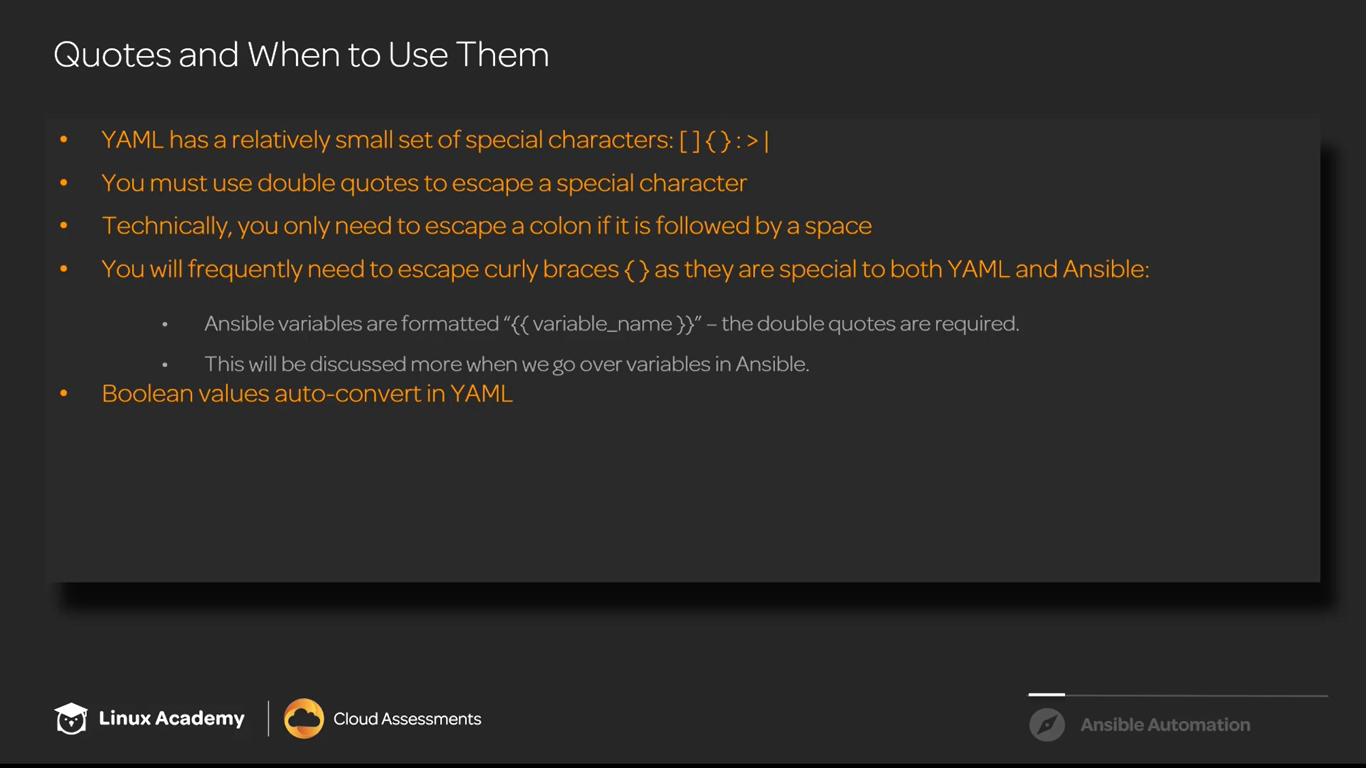 Quotes and When to Use Them
• YAML has a relatively small set of special characters: [ ] { } : > |
• You must use double quotes to escape a special character
• Technically, you only need to escape a colon if it is followed by a space
• You will frequently need to escape curly braces { } as they are special to both YAML and Ansible:
• Ansible variables are formatted “{{ variable_name }}” – the double quotes are required.
• This will be discussed more when we go over variables in Ansible.
• Boolean values auto-convert in YAML
Linux Academy | Cloud Assessments
Ansible Automation